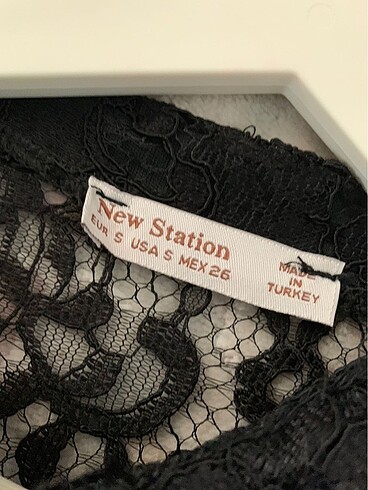 New Station
EUR S USA S MEX 26
MADE
IN
TURKEY